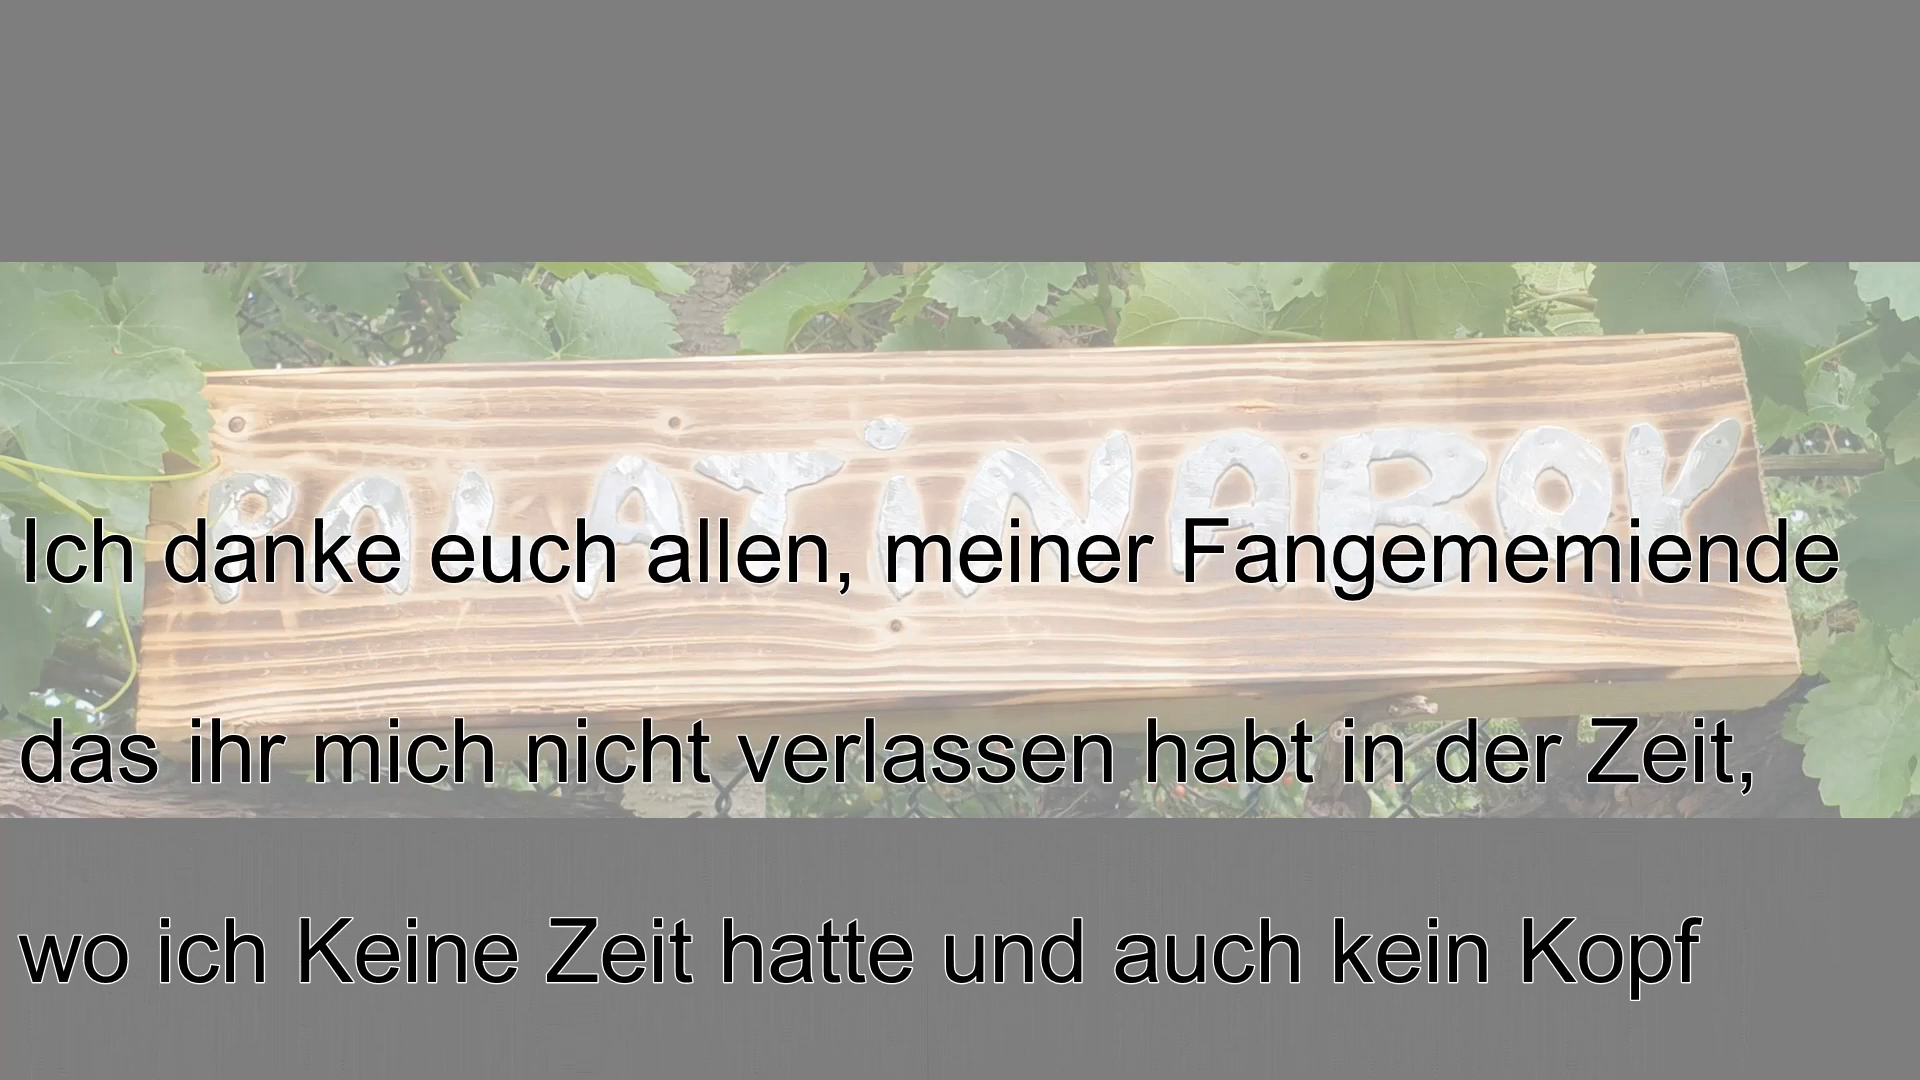 PALATiNABOY
Ich danke euch allen, meiner Fangememiende
das ihr mich nicht verlassen habt in der Zeit,
wo ich Keine Zeit hatte und auch kein Kopf